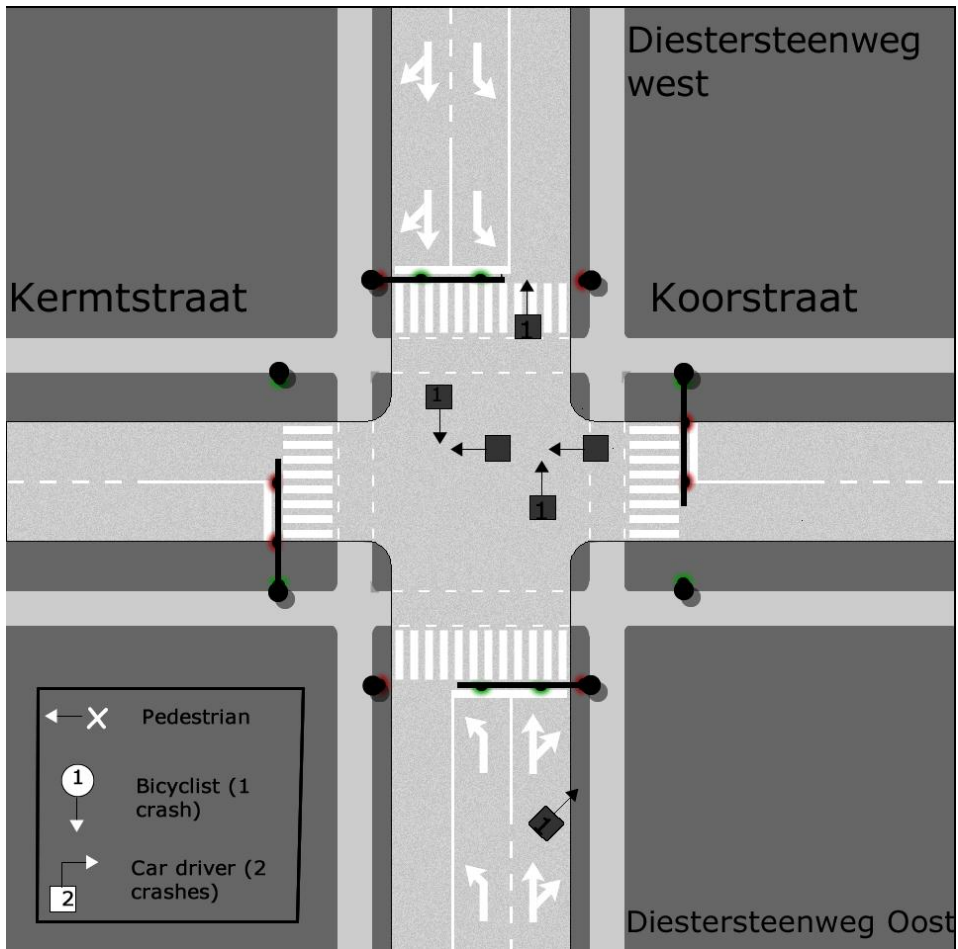 Diestersteenweg
west
Kermtstraat
Koorstraat
1
1
1
1
Pedestrian
1
Bicyclist (1
crash)
Car driver (2
crashes)
2
Diestersteenweg Oost